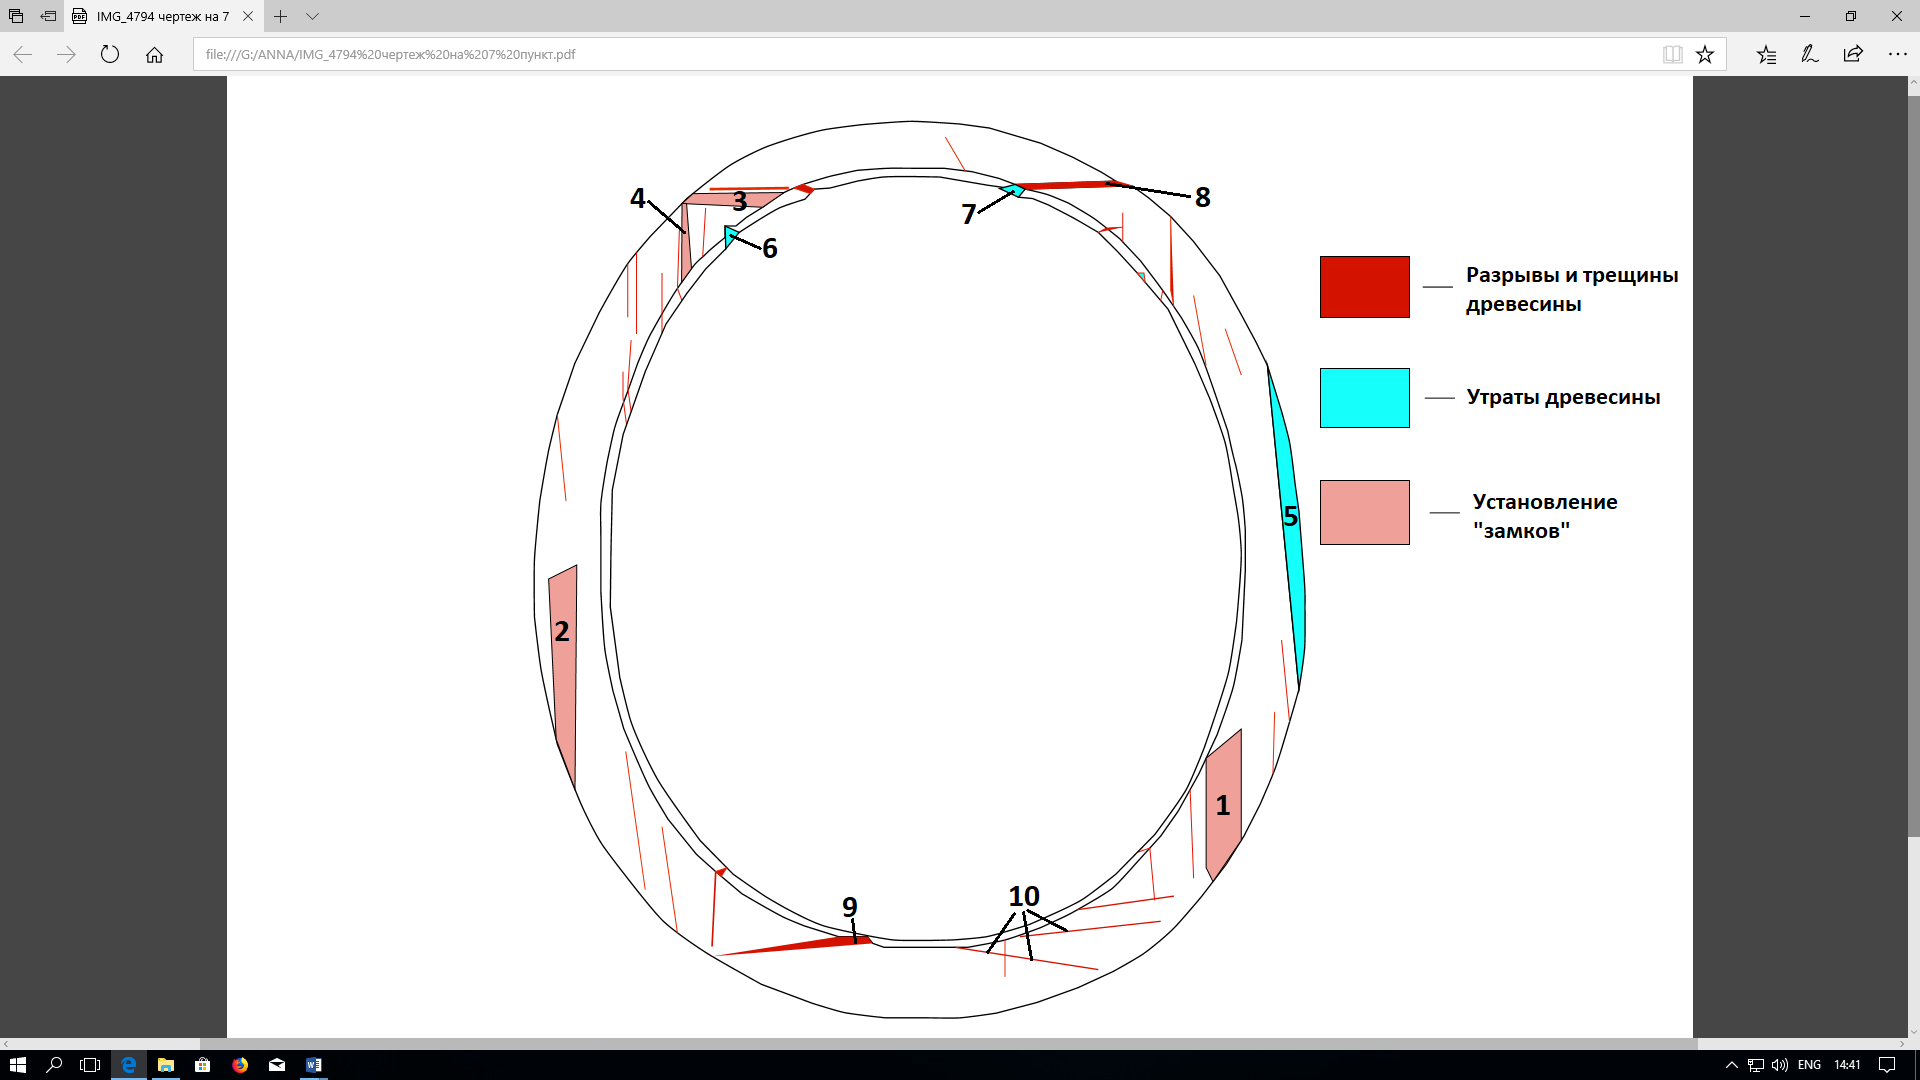 IMG_4794 чертеж на 7
file:///G:/ANNA/IMG_4794%20чертеж%20на%207%20пункт.pdf
4
3
6
7
8
Разрывы и трещины
древесины
Утраты древесины
Установление
"замков"
5
2
1
9
10
ENG
14:41